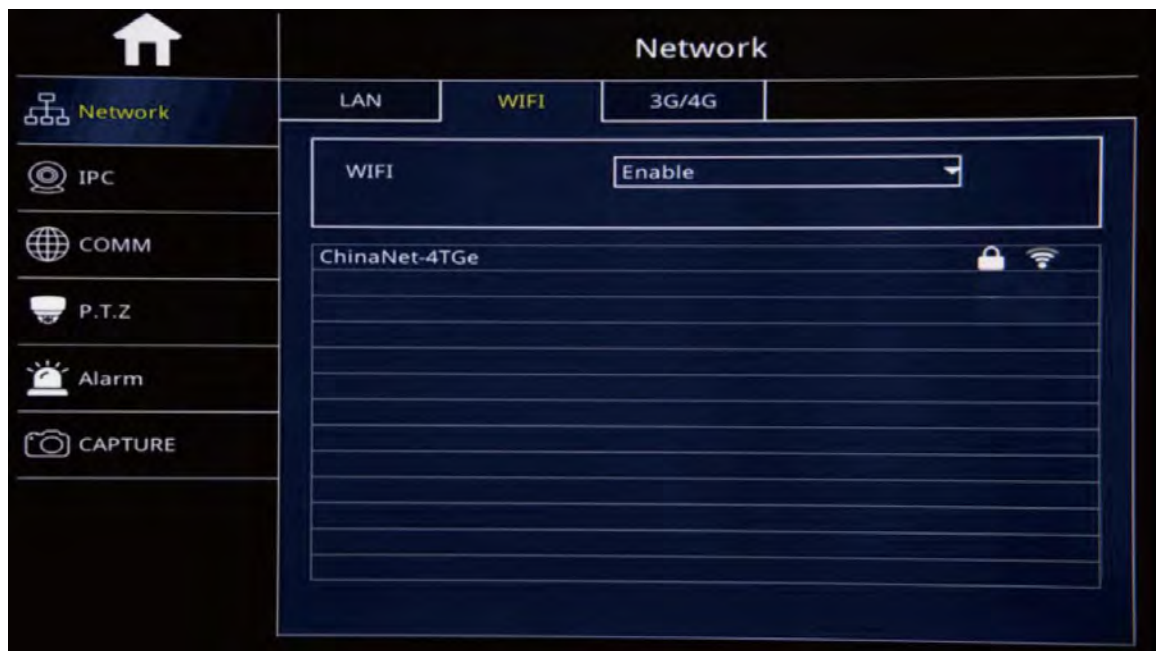 Network
Network
LAN WIFI 3G/4G
IPC
WIFI Enable
COMM
ChinaNet-4TGe
P.T.Z
Alarm
CAPTURE